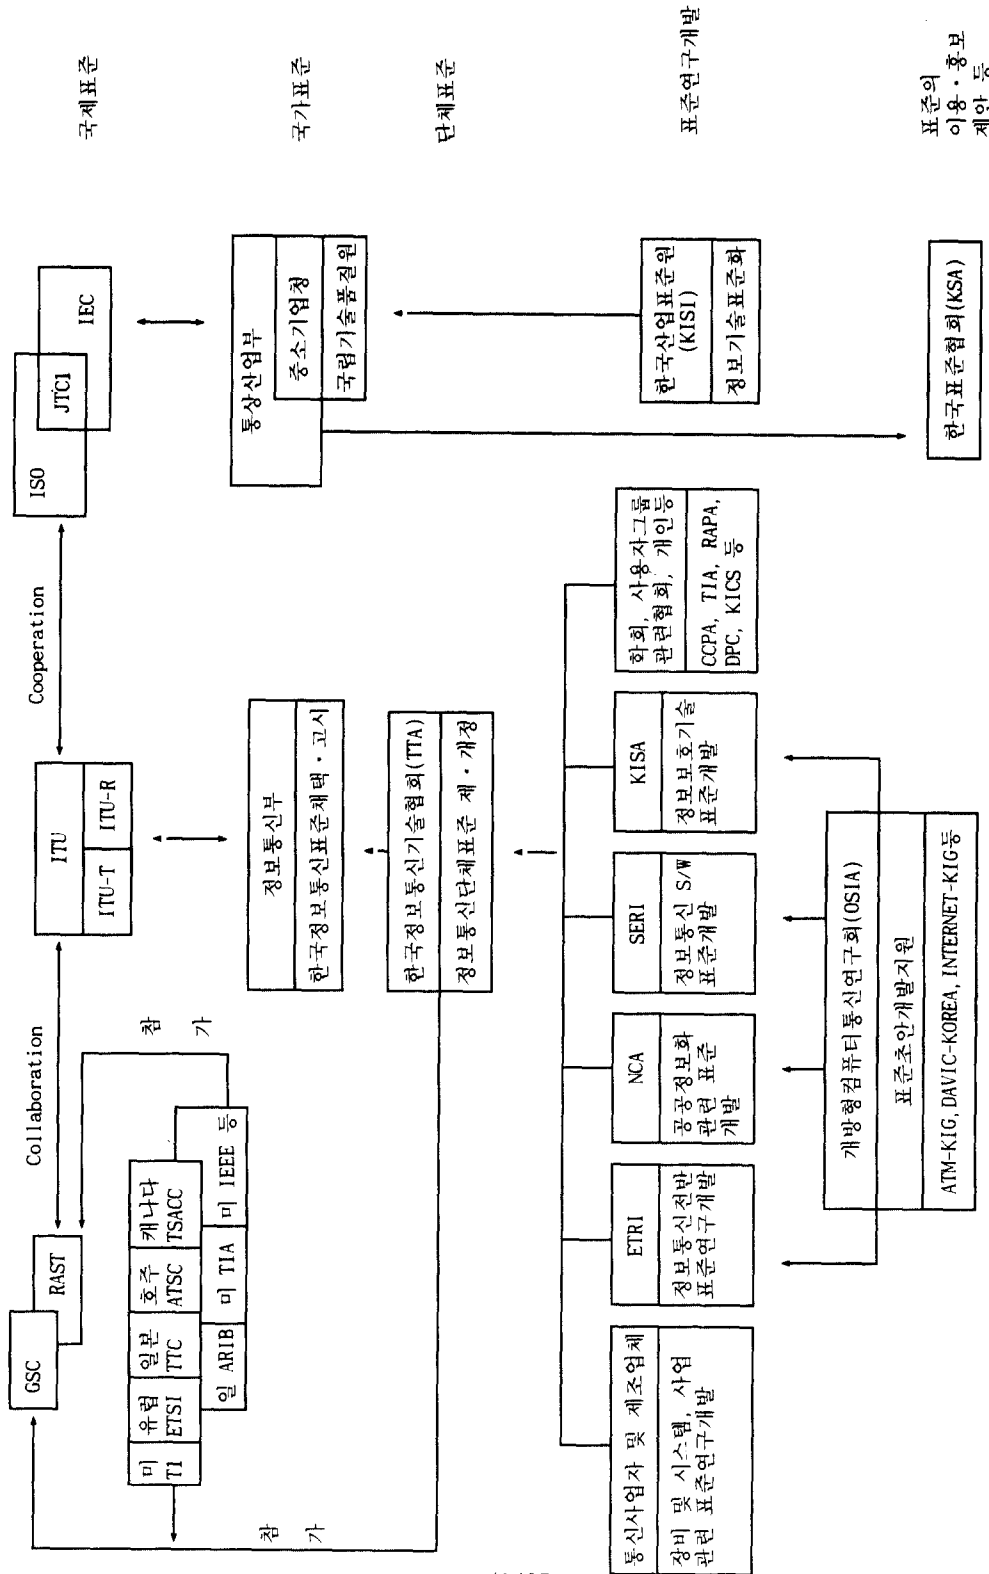 GSC
RAST
Collaboration
ITU
ITU-T
ITU-R
Cooperation
ISO
JTC1
IEC
국제표준
미
T1
유럽
ETSI
일본
TTC
호주
ATSC
캐나다
TSACC
일 ARIB
미 TIA
미 IEEE 등
참
가
참
가
정보통신부
한국정보통신표준채택·고시
통상산업부
중소기업청
국립기술품질원
국가표준
한국정보통신기술협회(TTA)
정보통신단체표준 제·개정
단체표준
통신사업자 및 제조업체
장비 및 시스템, 사업
관련 표준연구개발
ETRI
정보통신전반
표준연구개발
NCA
공공정보화
관련 표준
개발
SERI
정보통신 S/W
표준개발
KISA
정보보호기술
표준개발
학회, 사용자그룹
관련협회, 개인등
CCPA, TIA, RAPA,
DPC, KICS 등
한국산업표준원
(KISI)
정보기술표준화
표준연구개발
개방형컴퓨터통신연구회(OSIA)
표준초안개발지원
ATM-KIG, DAVIC-KOREA, INTERNET-KIG등
한국표준협회(KSA)
표준의
이용·홍보
제안 등